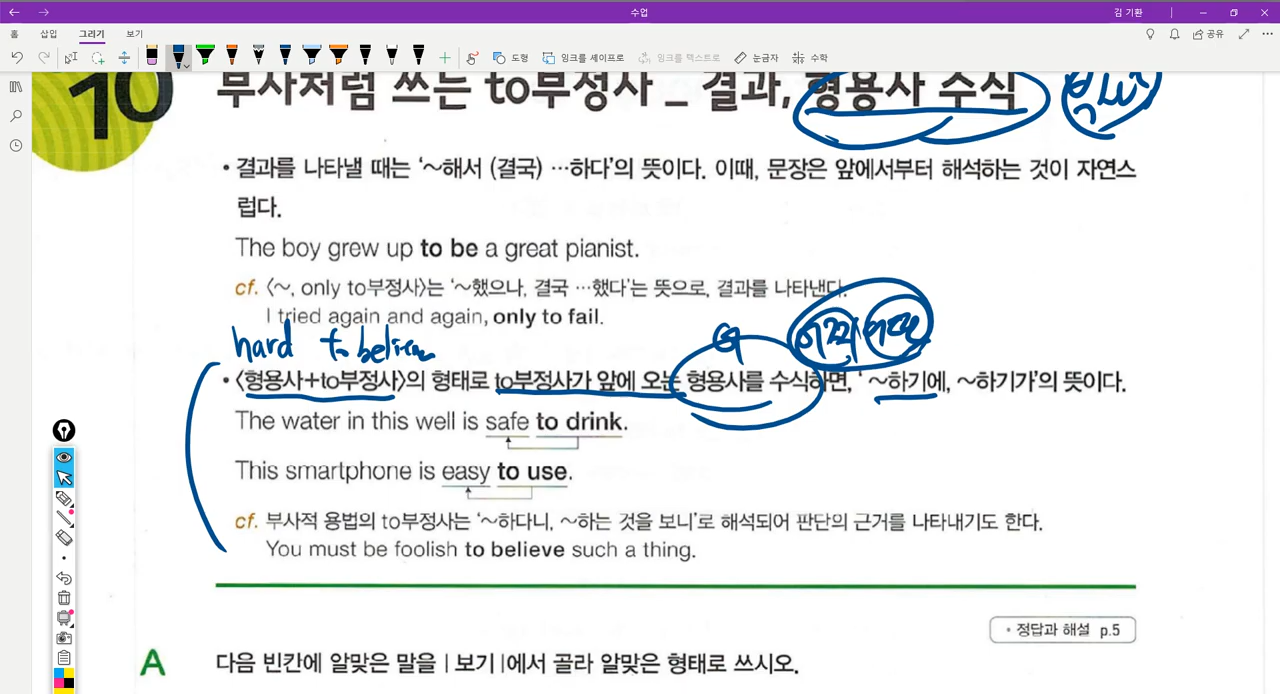 수업
김 기환
홈 삽입 그리기 보기
공유
도형 잉크를 셰이프로 잉크를 텍스트로 눈금자 수학
10 부사처럼 쓰는 to부정사 _ 결과, 형용사 수식
• 결과를 나타낼 때는 ‘~해서 (결국) …하다’의 뜻이다. 이때, 문장은 앞에서부터 해석하는 것이 자연스
럽다.
The boy grew up to be a great pianist.
cf. 〈~, only to부정사〉는 ‘~했으나, 결국 …했다’는 뜻으로, 결과를 나타낸다.
I tried again and again, only to fail.
hard to believe
• 〈형용사+to부정사〉의 형태로 to부정사가 앞에 오는 형용사를 수식하면, ‘~하기에, ~하기가’의 뜻이다.
The water in this well is safe to drink.
This smartphone is easy to use.
cf. 부사적 용법의 to부정사는 ‘~하다니, ~하는 것을 보니’로 해석되어 판단의 근거를 나타내기도 한다.
You must be foolish to believe such a thing.
• 정답과 해설 p.5
A 다음 빈칸에 알맞은 말을 | 보기 |에서 골라 알맞은 형태로 쓰시오.